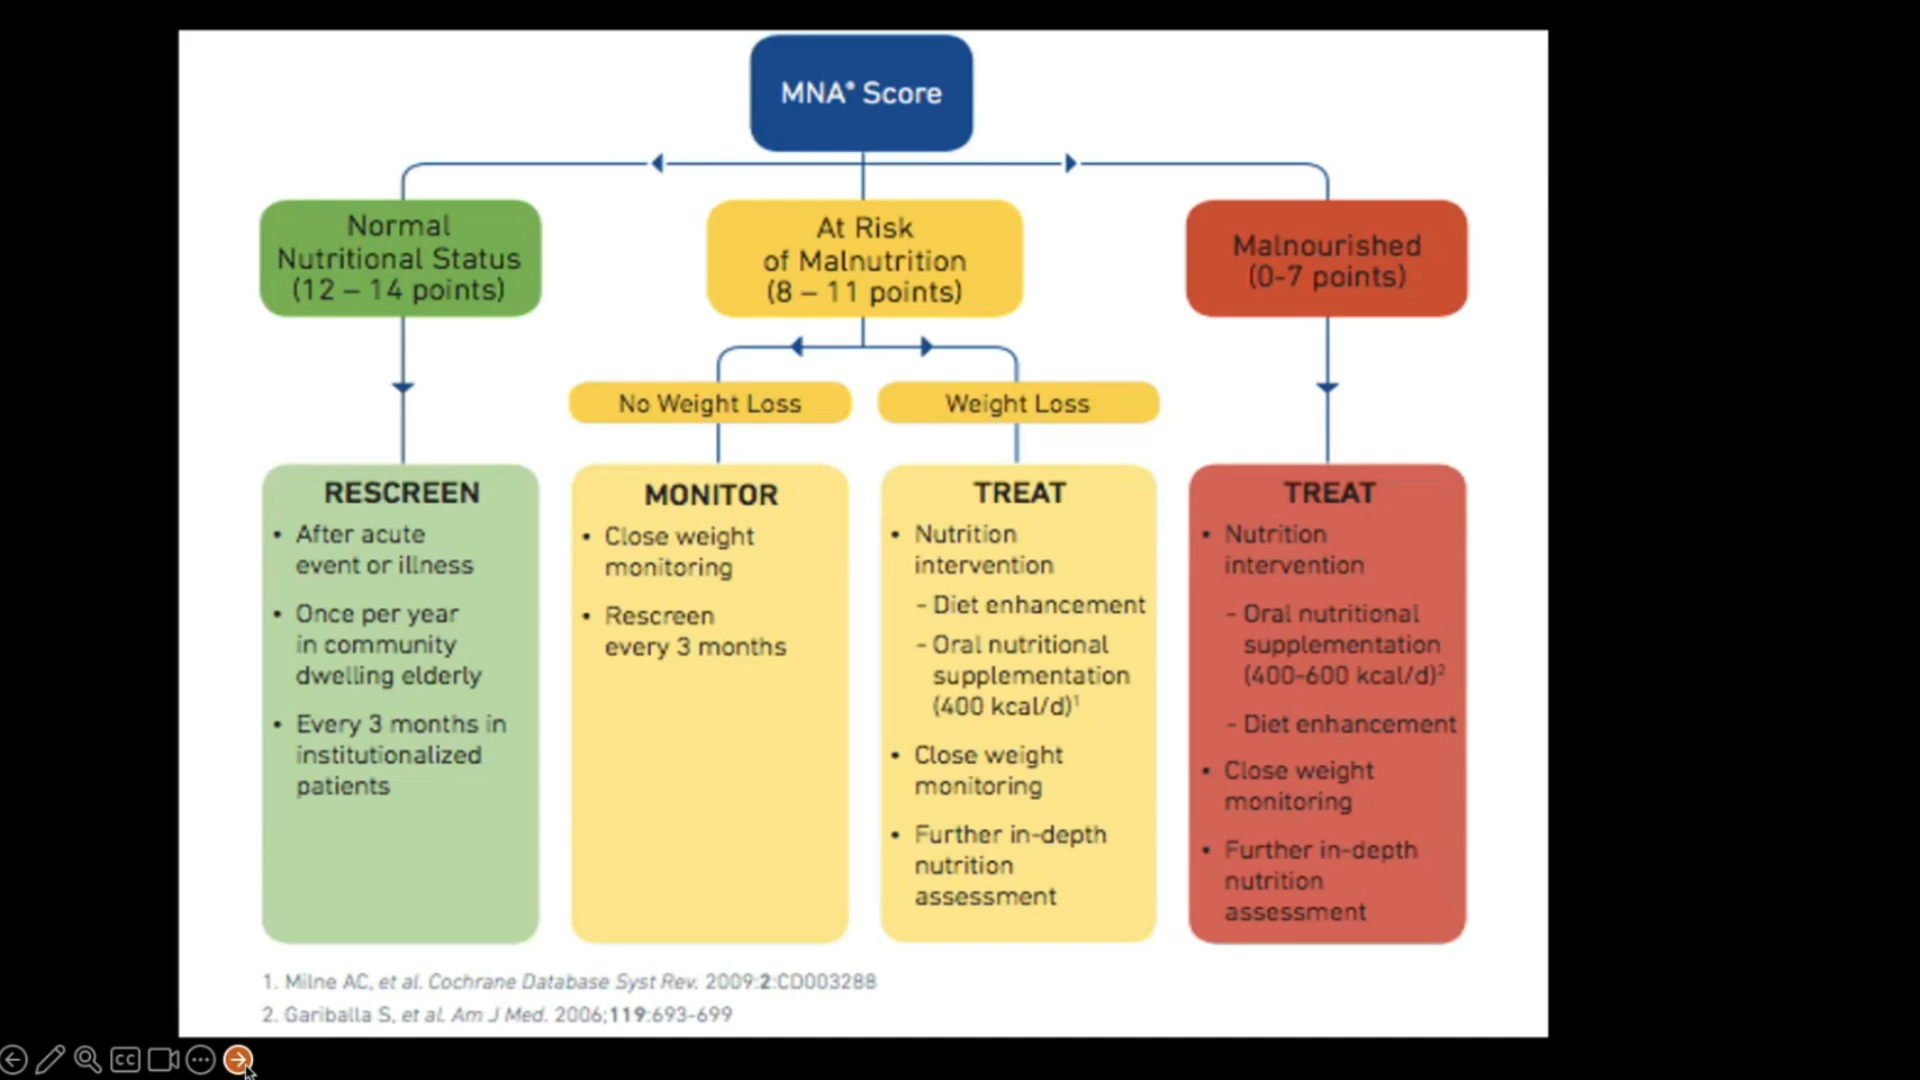 MNA® Score
Normal
Nutritional Status
(12 – 14 points)
At Risk
of Malnutrition
(8 – 11 points)
Malnourished
(0-7 points)
No Weight Loss
Weight Loss
RESCREEN
• After acute
event or illness
• Once per year
in community
dwelling elderly
• Every 3 months in
institutionalized
patients
MONITOR
• Close weight
monitoring
• Rescreen
every 3 months
TREAT
• Nutrition
intervention
- Diet enhancement
- Oral nutritional
supplementation
(400 kcal/d)¹
• Close weight
monitoring
• Further in-depth
nutrition
assessment
TREAT
• Nutrition
intervention
- Oral nutritional
supplementation
(400-600 kcal/d)²
- Diet enhancement
• Close weight
monitoring
• Further in-depth
nutrition
assessment
1. Milne AC, et al. Cochrane Database Syst Rev. 2009:2:CD003288
2. Gariballa S, et al. Am J Med. 2006;119:693-699
CC